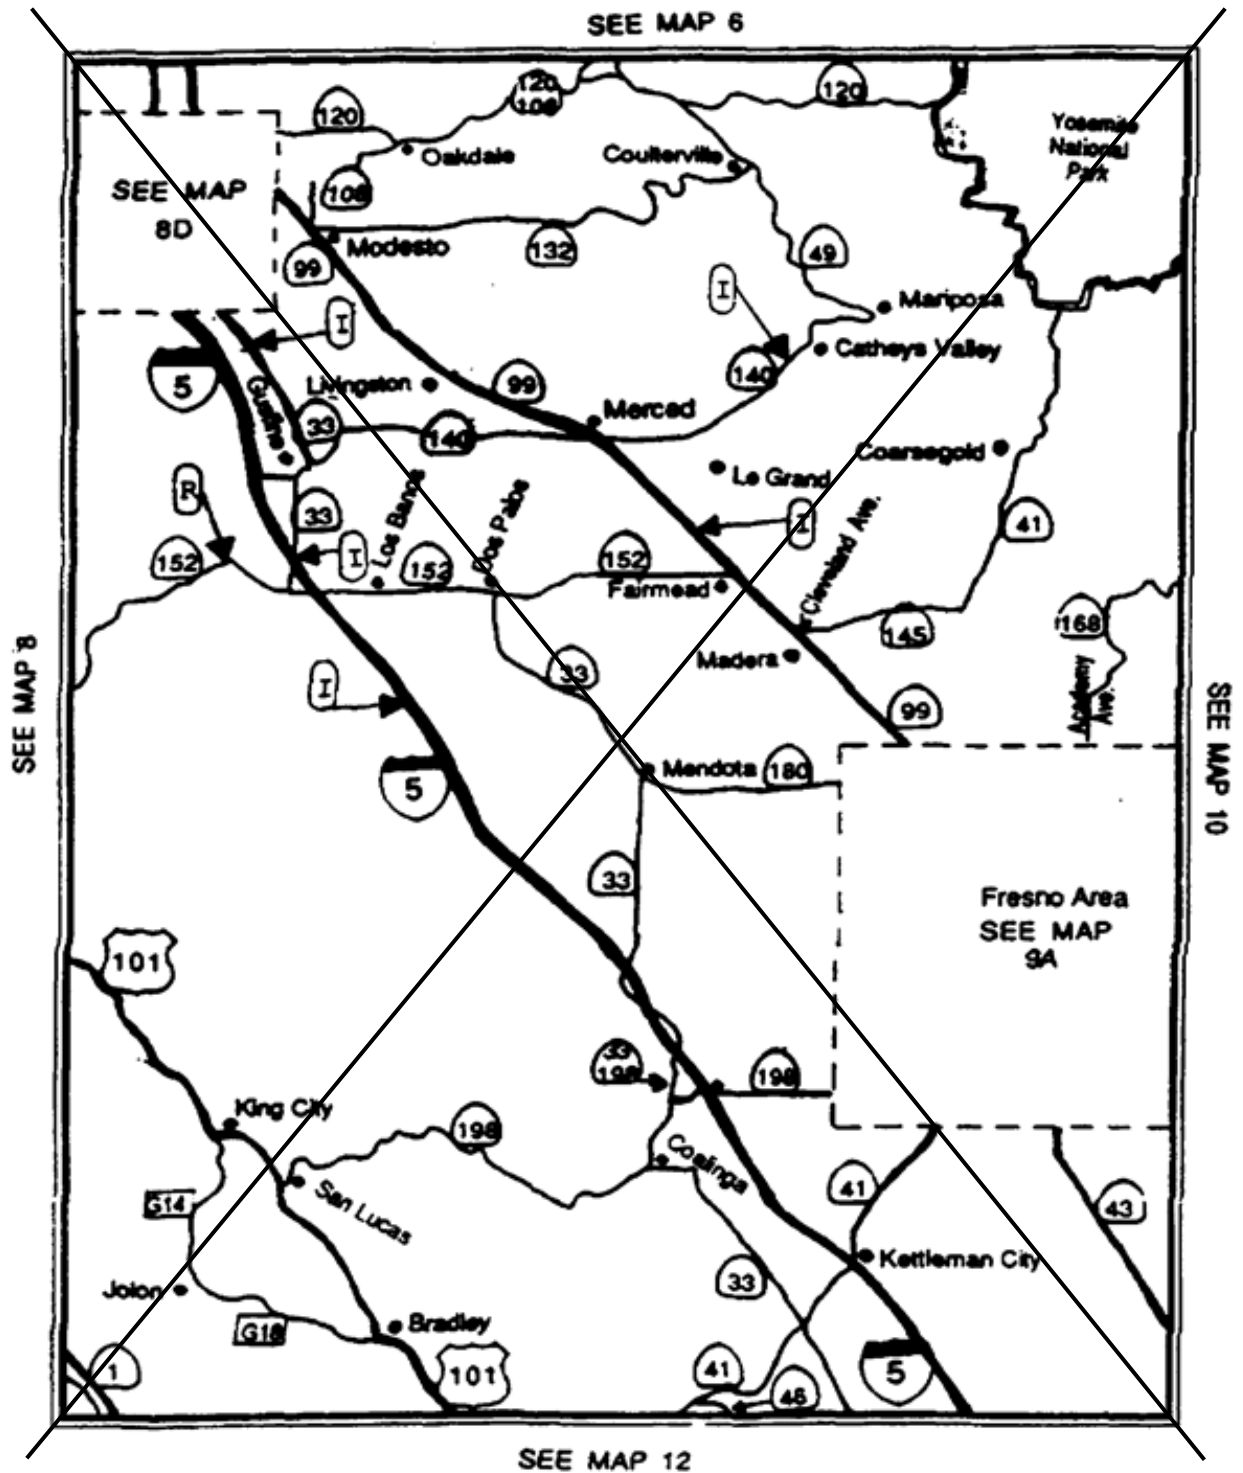 SEE MAP 6
120
108
120
120
Yosemite
National
Park
Oakdale
Coulterville
SEE MAP
8D
108
Modesto
132
49
99
I
Mariposa
I
Catheys Valley
140
5
Gustine
Livingston
99
Merced
33
140
Coarsegold
Le Grand
R
33
Los Banos
Dos Palos
I
Cleveland Ave.
41
152
I
152
152
Fairmead
168
145
SEE MAP 8
33
Madera
Academy
Ave.
I
99
SEE MAP 10
Mendota
180
5
33
Fresno Area
SEE MAP
9A
101
33
198
198
King City
198
Coalinga
G14
San Lucas
41
43
Jolon
33
Kettleman City
G18
Bradley
1
101
41
46
5
SEE MAP 12